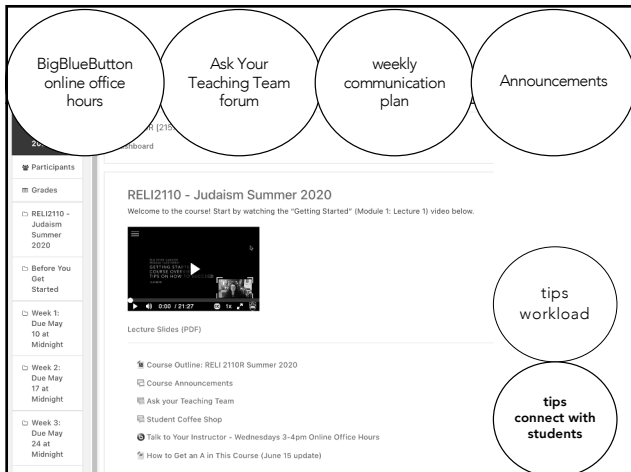 BigBlueButton
online office
hours
Ask Your
Teaching Team
forum
weekly
communication
plan
Announcements
Participants
Grades
RELI2110 -
Judaism
Summer
2020
Before You
Get
Started
Week 1:
Due May
10 at
Midnight
Week 2:
Due May
17 at
Midnight
Week 3:
Due May
24 at
Midnight
RELI2110 - Judaism Summer 2020
Welcome to the course! Start by watching the "Getting Started" (Module 1: Lecture 1) video below.
0:00 / 21:27
1x
Lecture Slides (PDF)
Course Outline: RELI 2110R Summer 2020
Course Announcements
Ask your Teaching Team
Student Coffee Shop
Talk to Your Instructor - Wednesdays 3-4pm Online Office Hours
How to Get an A in This Course (June 15 update)
tips
workload
tips
connect with
students